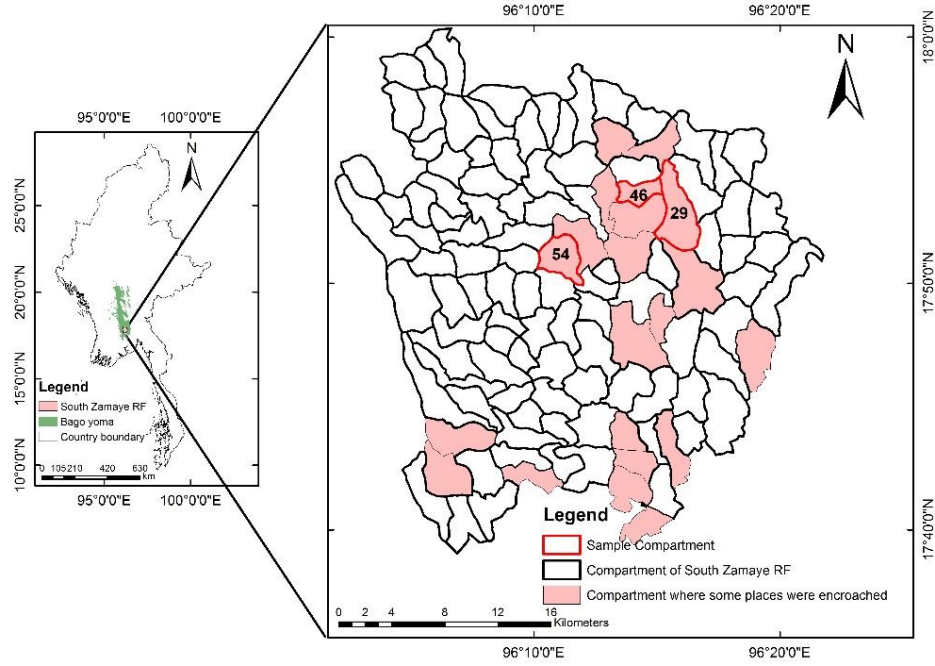 96°10'0"E
96°20'0"E
18°0'0"N
N
95°0'0"E
100°0'0"E
N
25°0'0"N
46
29
54
20°0'0"N
17°50'0"N
15°0'0"N
Legend
South Zamaye RF
Bago yoma
Country boundary
0 105 210 420 630
km
10°0'0"N
95°0'0"E
100°0'0"E
Legend
Sample Compartment
Compartment of South Zamaye RF
Compartment where some places were encroached
17°40'0"N
0 2 4 8 12 16
Kilometers
96°10'0"E
96°20'0"E